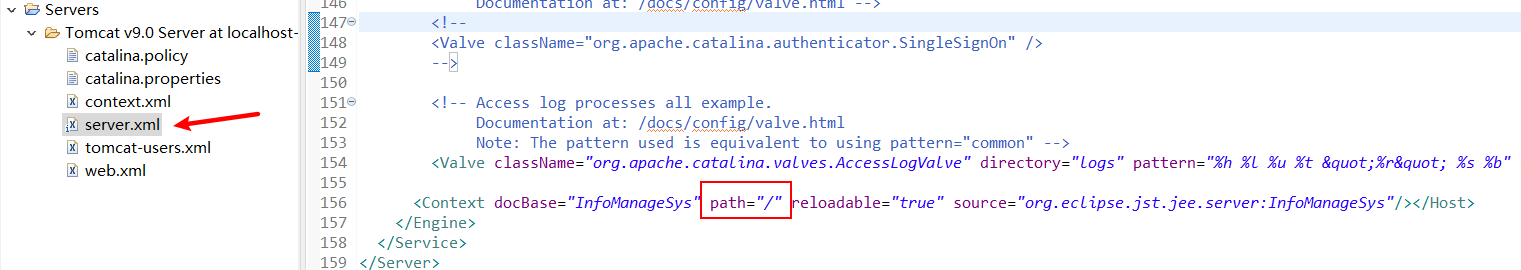 Servers
Tomcat v9.0 Server at localhost-
catalina.policy
catalina.properties
context.xml
server.xml
tomcat-users.xml
web.xml
146 Documentation at: /docs/config/valve.html -->
147 <!--
148 <Valve className="org.apache.catalina.authenticator.SingleSignOn" />
149 -->
150
151 <!-- Access log processes all example.
152 Documentation at: /docs/config/valve.html
153 Note: The pattern used is equivalent to using pattern="common" -->
154 <Valve className="org.apache.catalina.valves.AccessLogValve" directory="logs" pattern="%h %l %u %t &quot;%r&quot; %s %b"
155
156 <Context docBase="InfoManageSys" path="/" reloadable="true" source="org.eclipse.jst.jee.server:InfoManageSys"/></Host>
157 </Engine>
158 </Service>
159 </Server>